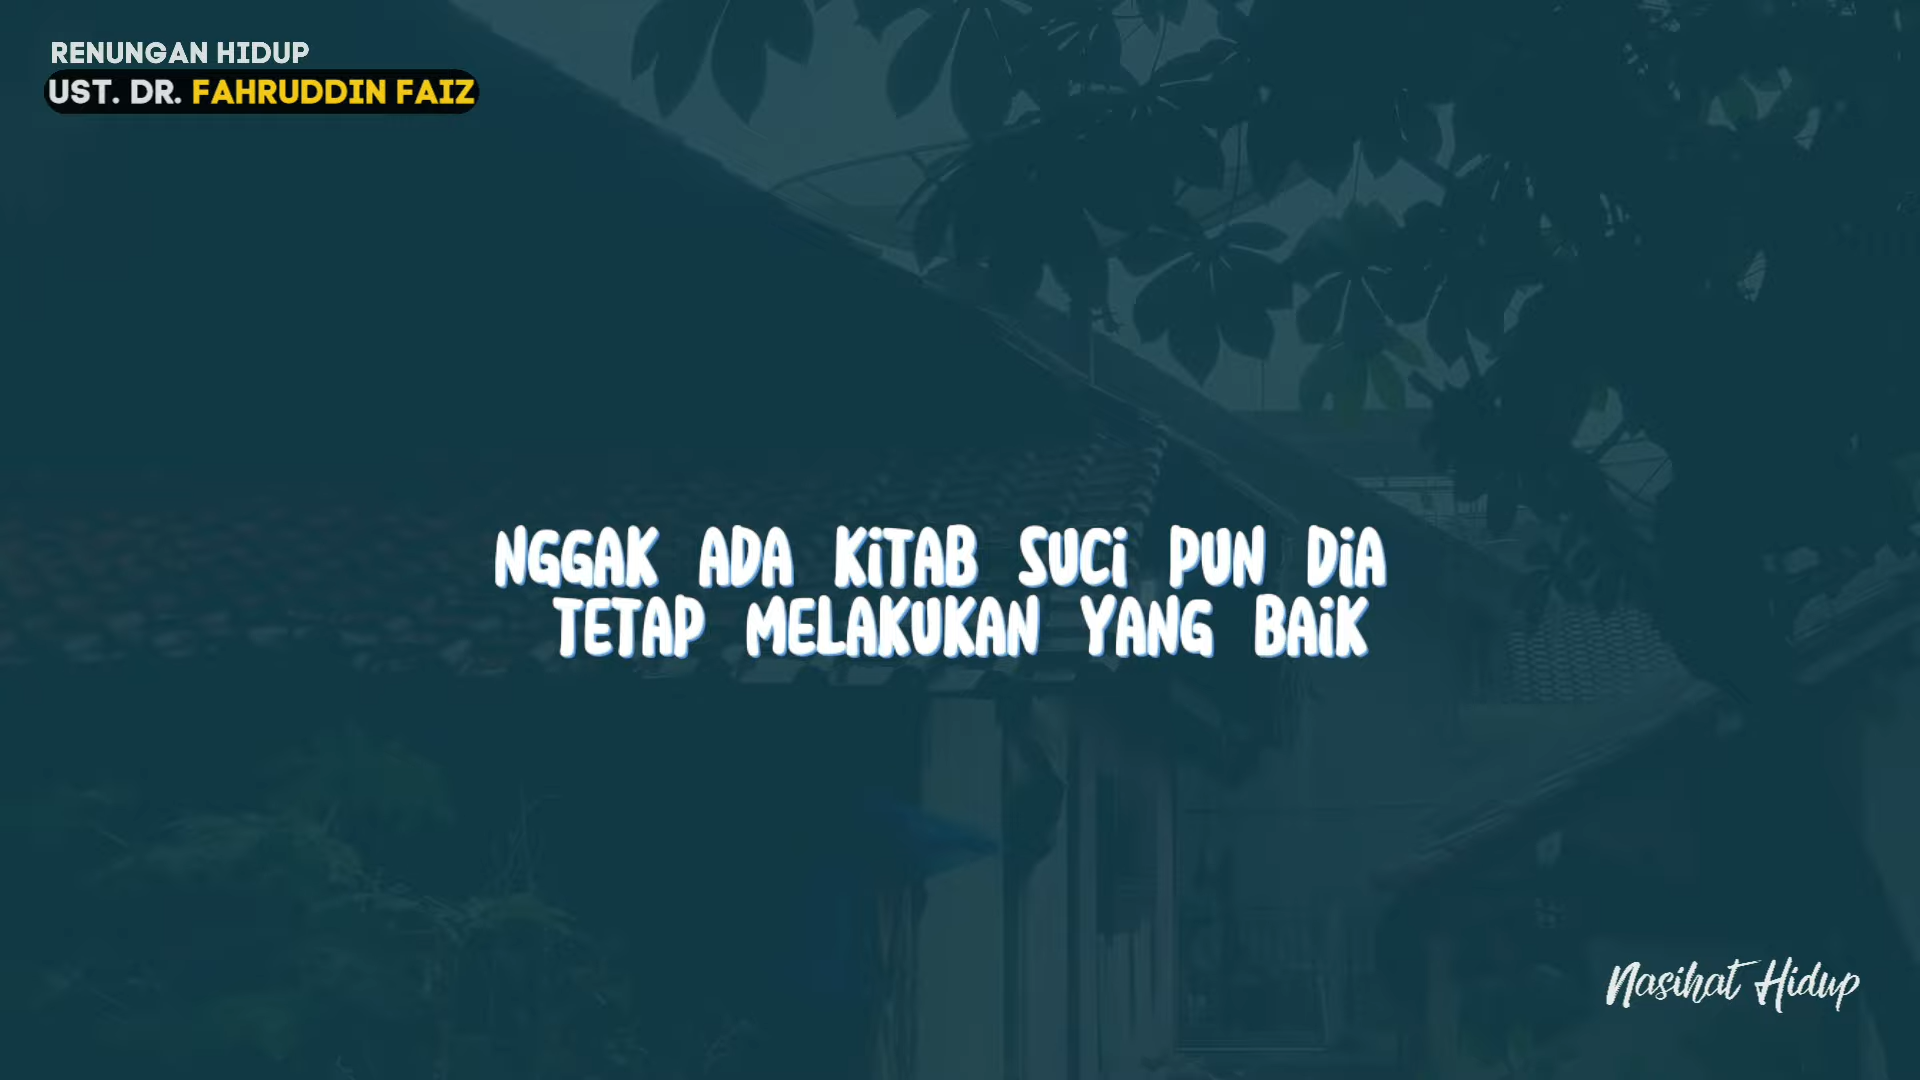 RENUNGAN HIDUP
UST. DR. FAHRUDDIN FAIZ
NGGAK ADA KiTAB SUCi PUN DiA
TETAP MELAKUKAN YANG BAiK
Nasihat Hidup